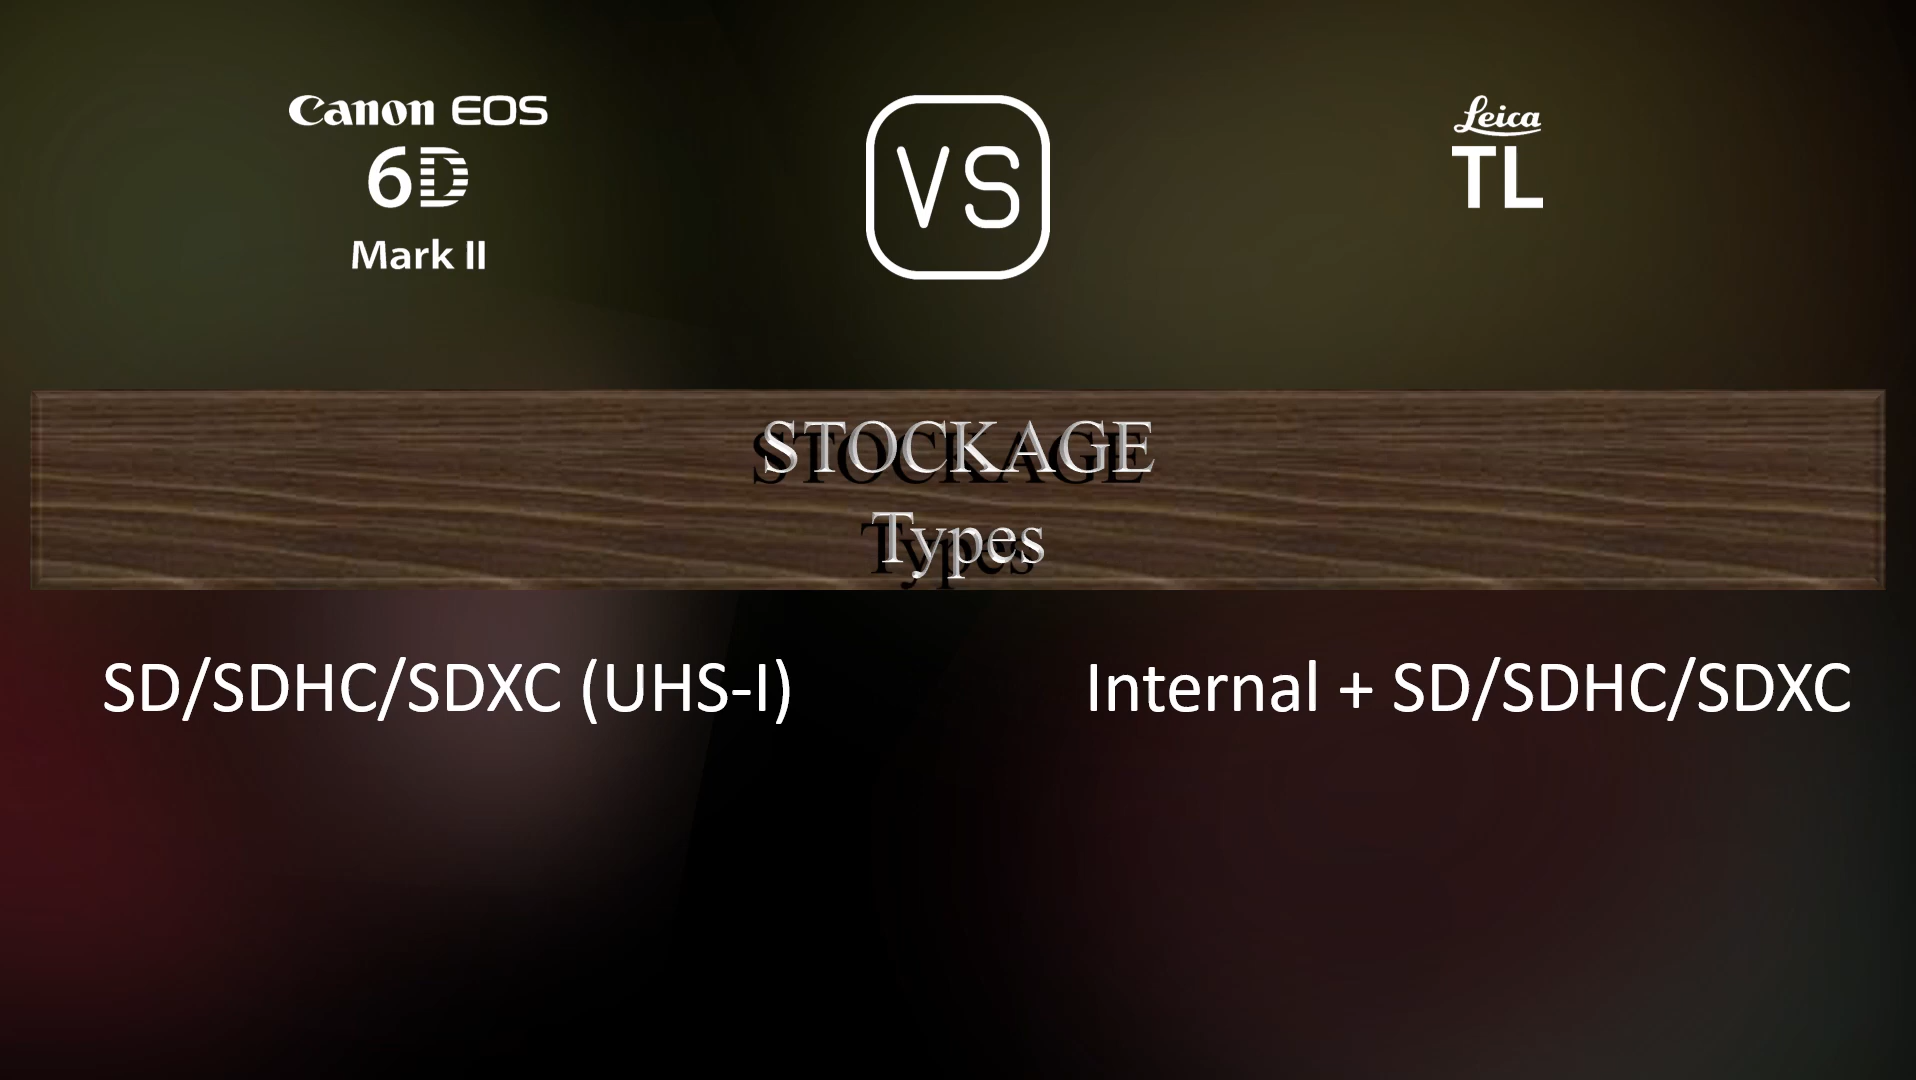 Canon EOS
6D
Mark II
VS
Leica
TL
STOCKAGE
Types
SD/SDHC/SDXC (UHS-I)
Internal + SD/SDHC/SDXC